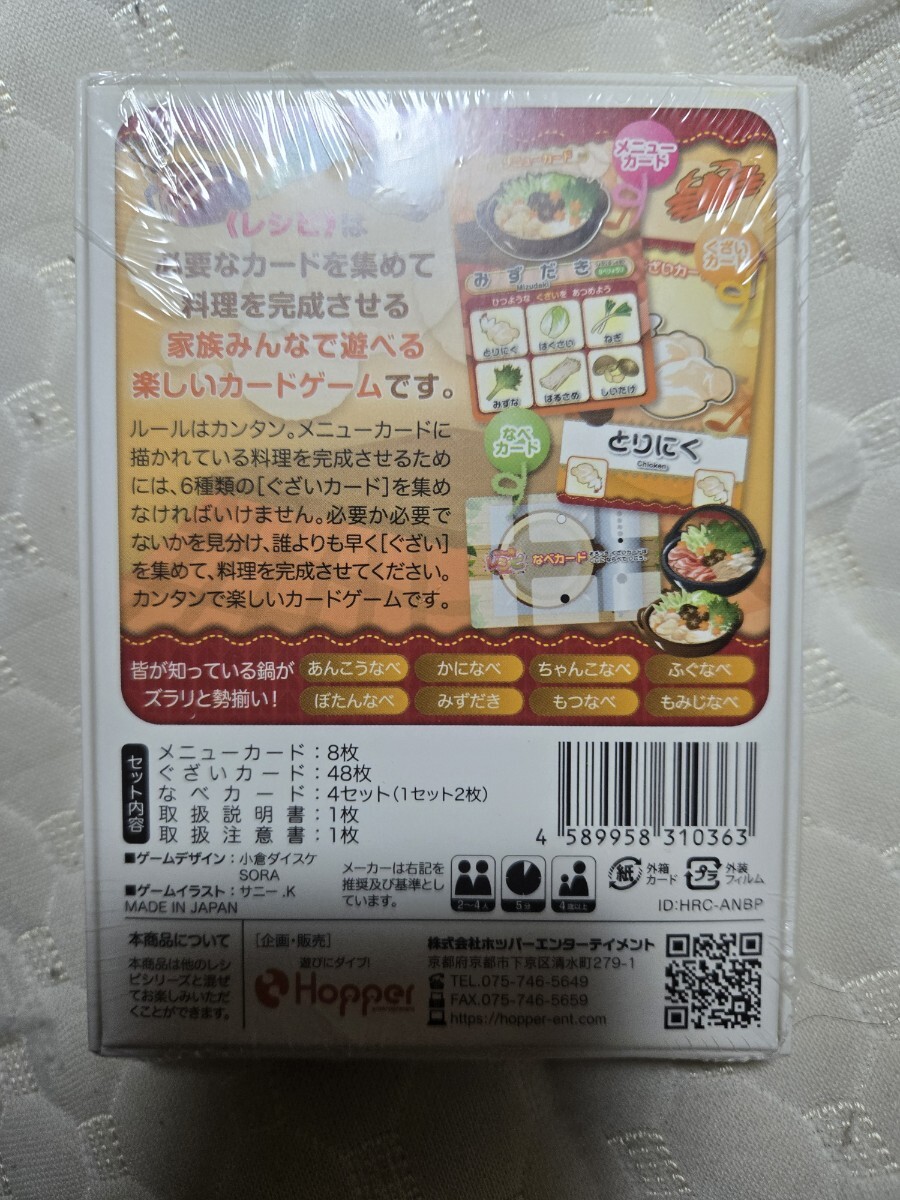 メニュー
カード
ニューカード
《レシピ》は
必要なカードを集めて
料理を完成させる
家族みんなで遊べる
楽しいカードゲームです。
ぐざい
カード
ざいカー
みずだき
Mizudaki
ひつような ぐざいを あつめよう
とりにく
はくさい
ねぎ
みずな
はるさめ
しいたけ
とりにく
Chicken
なべ
カード
なべカード
ルールはカンタン。メニューカードに
描かれている料理を完成させるため
には、6種類の[ぐざいカード]を集め
なければいけません。必要か必要で
ないかを見分け、誰よりも早く[ぐざい]
を集めて、料理を完成させてください。
カンタンで楽しいカードゲームです。
皆が知っている鍋が
ズラリと勢揃い!
あんこうなべ
かになべ
ちゃんこなべ
ふぐなべ
ぼたんなべ
みずだき
もつなべ
もみじなべ
セット内容
メニューカード:8枚
ぐざいカード:48枚
なべカード:4セット(1セット2枚)
取扱説明書:1枚
取扱注意書:1枚
4 589958 310363
■ゲームデザイン:小倉ダイスケ
SORA
■ゲームイラスト:サニー.K
MADE IN JAPAN
メーカーは右記を
推奨及び基準とし
ています。
2〜4人
5分
4歳以上
紙
外箱
カード
プラ
外装
フィルム
ID:HRC-ANBP
本商品について
本商品は他のレシ
ピシリーズと混ぜ
てお楽しみいただ
くことができます。
[企画・販売]
遊びにダイブ!
Hopper
株式会社ホッパーエンターテイメント
京都府京都市下京区清水町279-1
TEL.075-746-5649
FAX.075-746-5659
https://hopper-ent.com